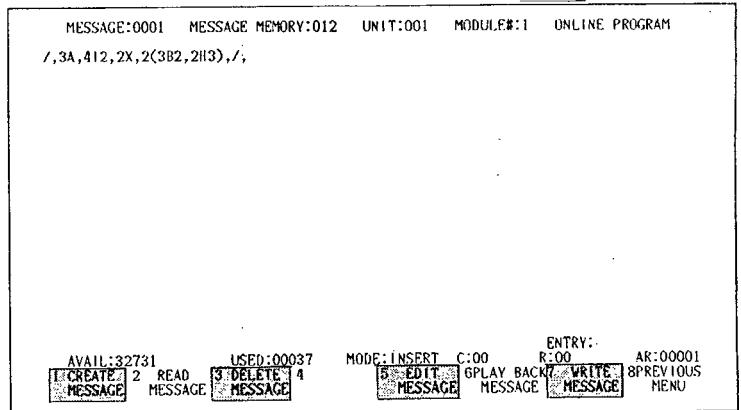 MESSAGE:0001 MESSAGE MEMORY:012 UNIT:001 MODULE#:1 ONLINE PROGRAM
/,3A,4I2,2X,2(3B2,2H3),/;
ENTRY:
AVAIL:32731 USED:00037 MODE:INSERT C:00 R:00 AR:00001
1 CREATE 2 READ 3 DELETE 4 5 EDIT 6PLAY BACK7 WRITE 8PREVIOUS
MESSAGE MESSAGE MESSAGE MESSAGE MESSAGE MESSAGE MENU